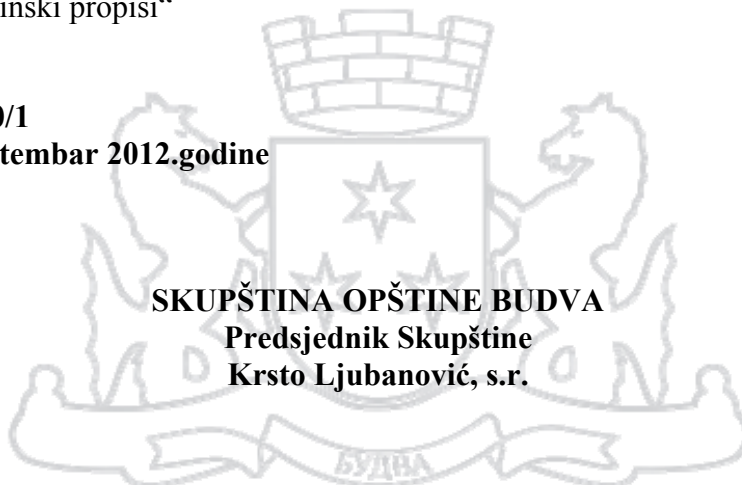 inski propisi“
0/1
tembar 2012.godine
SKUPŠTINA OPŠTINE BUDVA
Predsjednik Skupštine
Krsto Ljubanović, s.r.
БУДВА